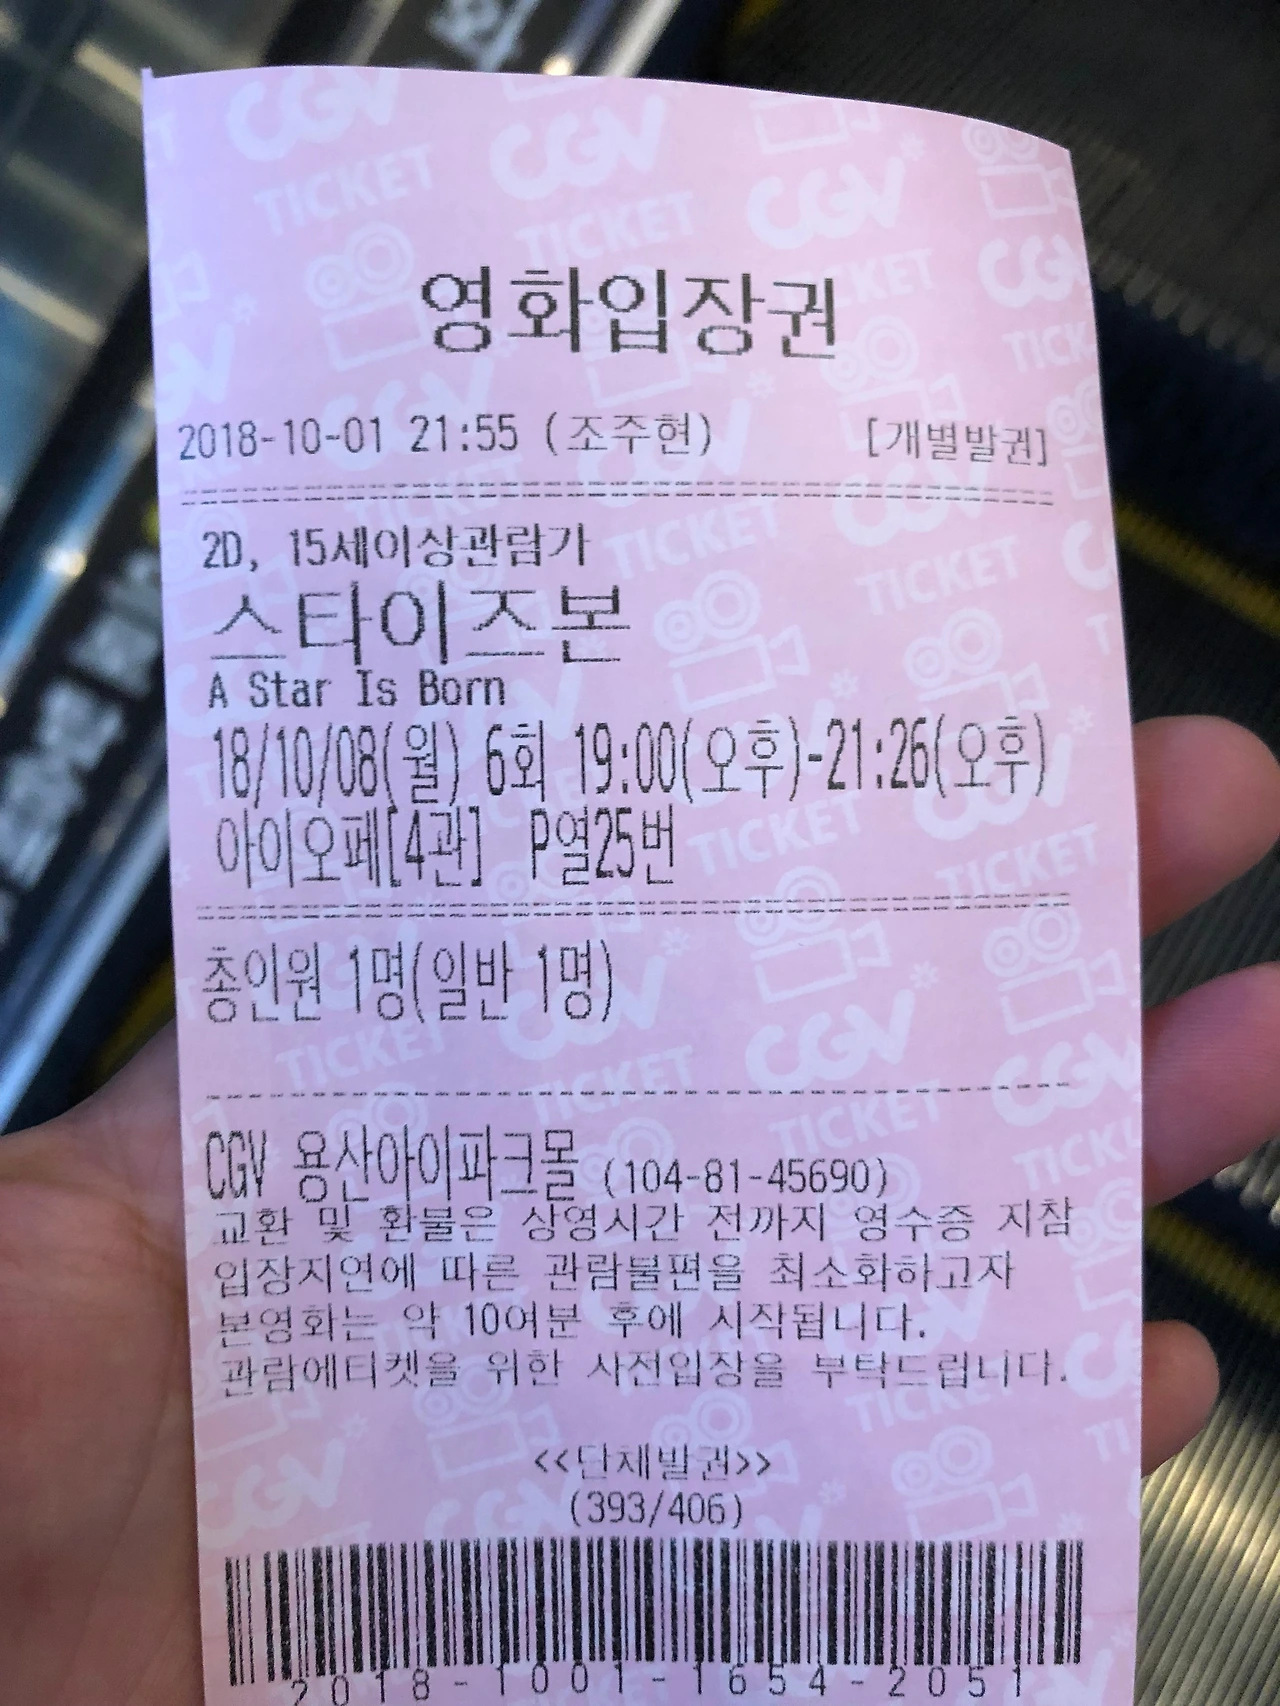 영화입장권
2018-10-01 21:55 (조주현) [개별발권]
2D, 15세이상관람가
스타이즈본
A Star Is Born
18/10/08(월) 6회 19:00(오후)-21:26(오후)
아이오페[4관] P열25번
총인원 1명(일반 1명)
CGV 용산아이파크몰 (104-81-45690)
교환 및 환불은 상영시간 전까지 영수증 지참
입장지연에 따른 관람불편을 최소화하고자
본영화는 약 10여분 후에 시작됩니다.
관람에티켓을 위한 사전입장을 부탁드립니다.
<<단체발권>>
(393/406)
2018-1001-1654-2051